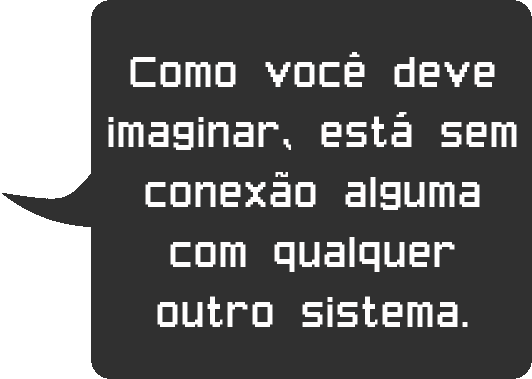 Como você deve
imaginar, está sem
conexão alguma
com qualquer
outro sistema.